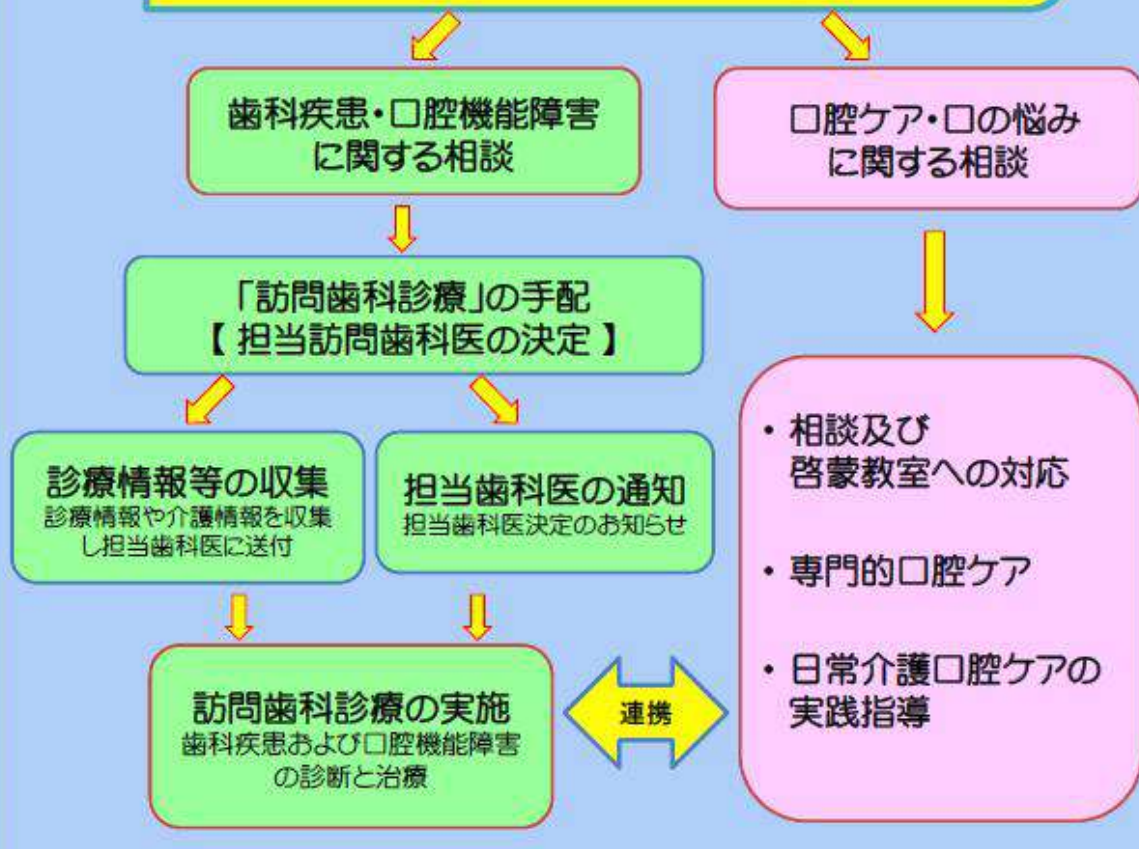 歯科疾患・口腔機能障害
に関する相談
口腔ケア・口の悩み
に関する相談
「訪問歯科診療」の手配
【 担当訪問歯科医の決定 】
診療情報等の収集
診療情報や介護情報を収集
し担当歯科医に送付
担当歯科医の通知
担当歯科医決定のお知らせ
・ 相談及び
啓蒙教室への対応
・ 専門的口腔ケア
・ 日常介護口腔ケアの
実践指導
訪問歯科診療の実施
歯科疾患および口腔機能障害
の診断と治療
連携